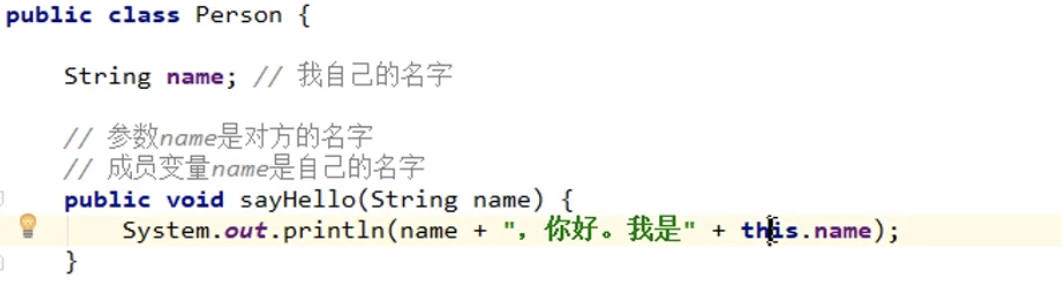 public class Person {
String name; // 我自己的名字
// 参数name是对方的名字
// 成员变量name是自己的名字
public void sayHello(String name) {
System.out.println(name + "，你好。我是" + this.name);
}